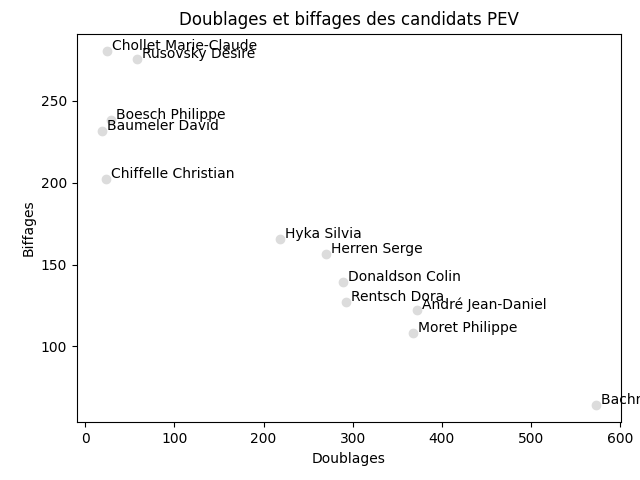 Doublages et biffages des candidats PEV
Chollet Marie-Claude
Rusovsky Désiré
250
Boesch Philippe
Baumeler David
200
Chiffelle Christian
Hyka Silvia
Herren Serge
150
Donaldson Colin
Rentsch Dora
André Jean-Daniel
Moret Philippe
100
Biffages
0 100 200 300 400 500 600
Doublages